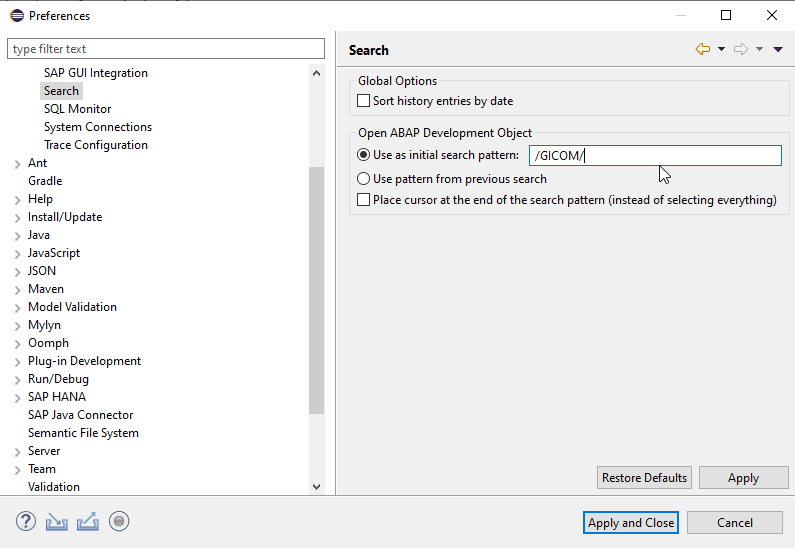 Preferences
type filter text
SAP GUI Integration
Search
SQL Monitor
System Connections
Trace Configuration
Ant
Gradle
Help
Install/Update
Java
JavaScript
JSON
Maven
Model Validation
Mylyn
Oomph
Plug-in Development
Run/Debug
SAP HANA
SAP Java Connector
Semantic File System
Server
Team
Validation
Search
Global Options
Sort history entries by date
Open ABAP Development Object
Use as initial search pattern: /GICOM/
Use pattern from previous search
Place cursor at the end of the search pattern (instead of selecting everything)
Restore Defaults Apply
? Apply and Close Cancel